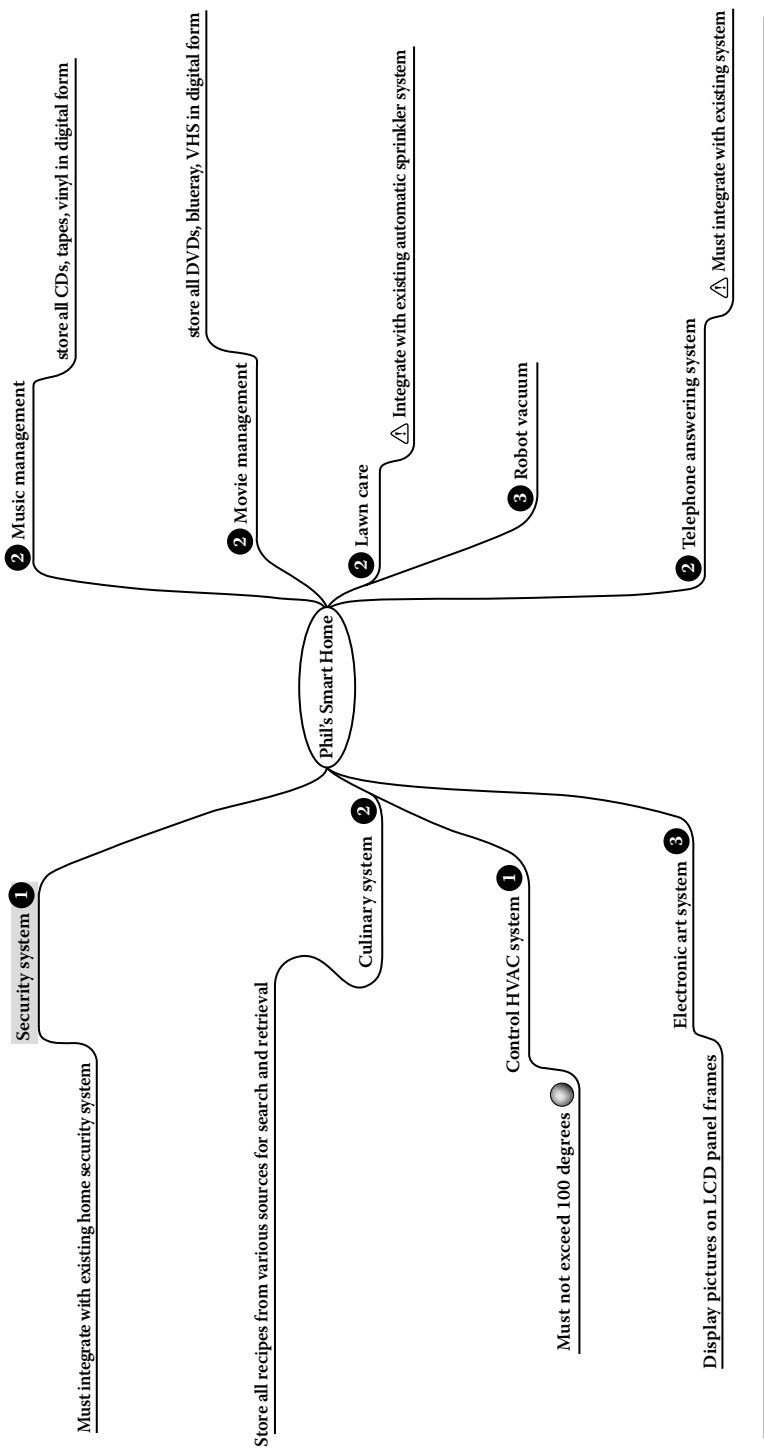 Security system 1
Must integrate with existing home security system
Culinary system 2
Store all recipes from various sources for search and retrieval
Control HVAC system 1
Must not exceed 100 degrees
Electronic art system 3
Display pictures on LCD panel frames
Phil's Smart Home
2 Music management
store all CDs, tapes, vinyl in digital form
2 Movie management
store all DVDs, blueray, VHS in digital form
2 Lawn care
! Integrate with existing automatic sprinkler system
3 Robot vacuum
2 Telephone answering system
! Must integrate with existing system